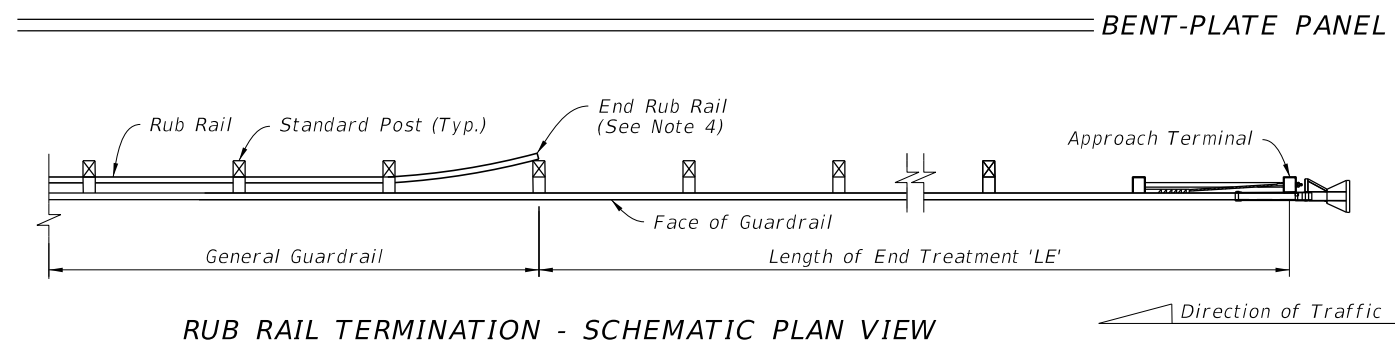 BENT-PLATE PANEL
End Rub Rail
(See Note 4)
Rub Rail
Standard Post (Typ.)
Approach Terminal
Face of Guardrail
General Guardrail
Length of End Treatment 'LE'
RUB RAIL TERMINATION - SCHEMATIC PLAN VIEW
Direction of Traffic